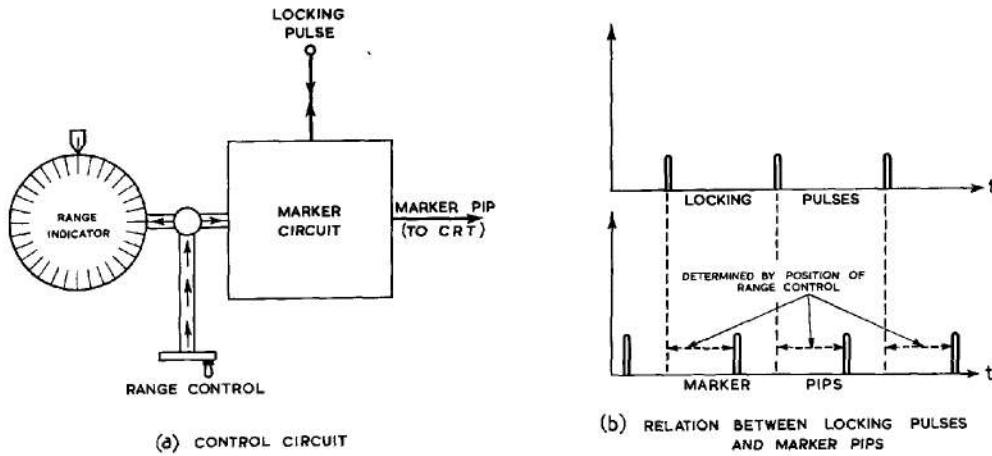 LOCKING
PULSE
RANGE
INDICATOR
MARKER
CIRCUIT
MARKER PIP
(TO CRT)
RANGE CONTROL
(a) CONTROL CIRCUIT
t
LOCKING PULSES
DETERMINED BY POSITION OF
RANGE CONTROL
t
MARKER PIPS
(b) RELATION BETWEEN LOCKING PULSES
AND MARKER PIPS